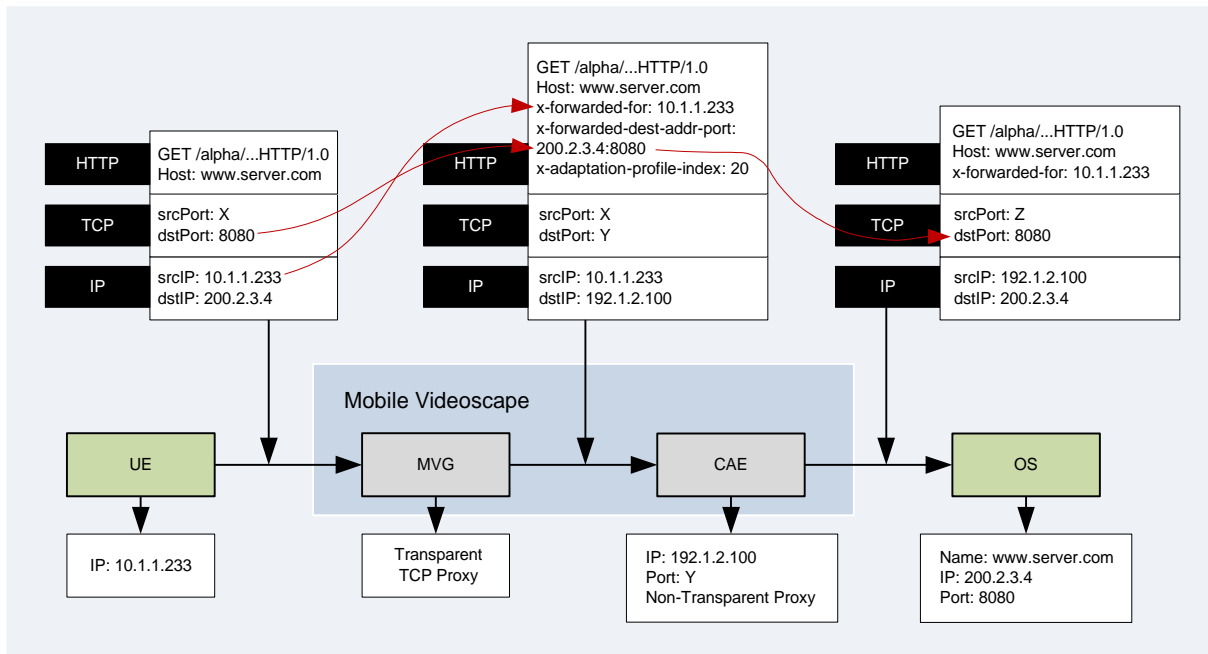 GET /alpha/...HTTP/1.0
Host: www.server.com
HTTP
TCP
srcPort: X
dstPort: 8080
IP
srcIP: 10.1.1.233
dstIP: 200.2.3.4
GET /alpha/...HTTP/1.0
Host: www.server.com
x-forwarded-for: 10.1.1.233
x-forwarded-dest-addr-port:
200.2.3.4:8080
x-adaptation-profile-index: 20
HTTP
TCP
srcPort: X
dstPort: Y
IP
srcIP: 10.1.1.233
dstIP: 192.1.2.100
GET /alpha/...HTTP/1.0
Host: www.server.com
x-forwarded-for: 10.1.1.233
HTTP
TCP
srcPort: Z
dstPort: 8080
IP
srcIP: 192.1.2.100
dstIP: 200.2.3.4
Mobile Videoscape
UE
MVG
CAE
OS
IP: 10.1.1.233
Transparent
TCP Proxy
IP: 192.1.2.100
Port: Y
Non-Transparent Proxy
Name: www.server.com
IP: 200.2.3.4
Port: 8080